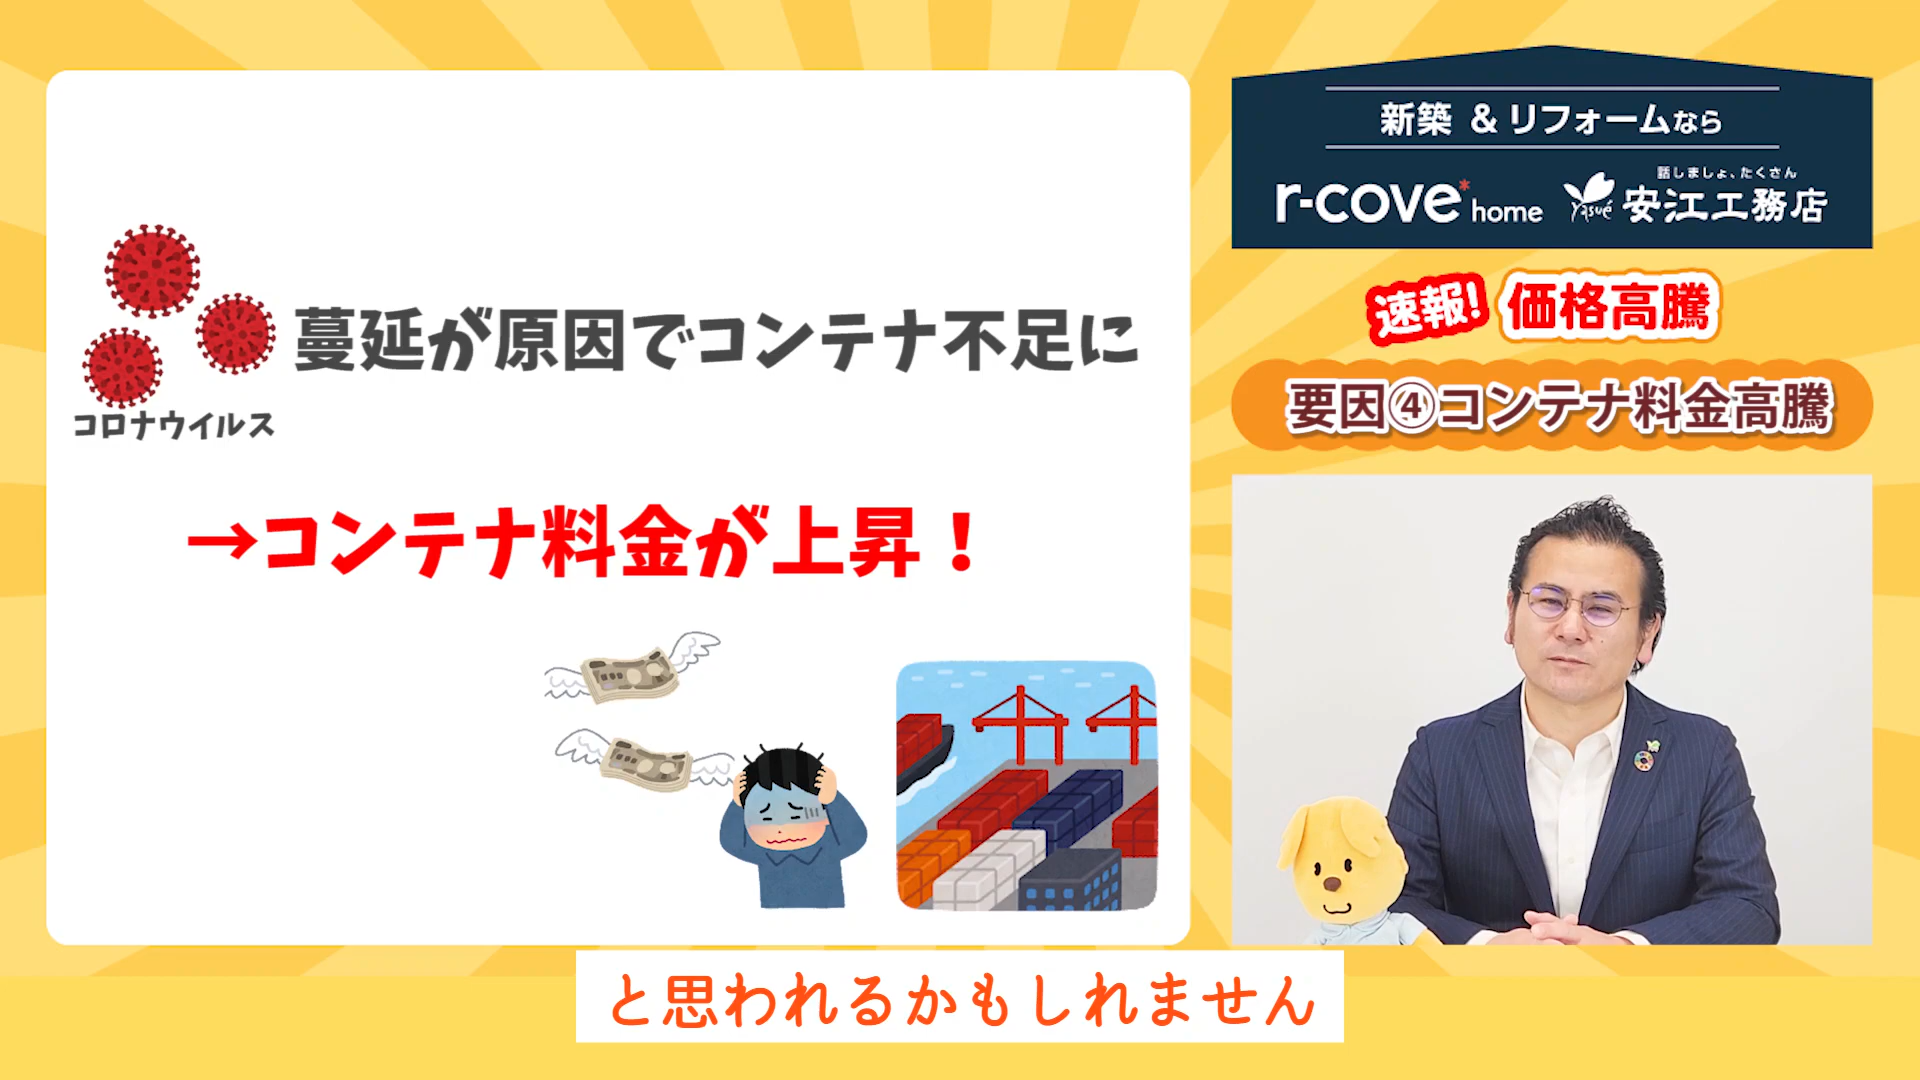 蔓延が原因でコンテナ不足に
コロナウイルス
→コンテナ料金が上昇！
新築 & リフォームなら
r-cove* home
話しましょ、たくさん
yasué 安江工務店
速報! 価格高騰
要因④コンテナ料金高騰
と思われるかもしれません